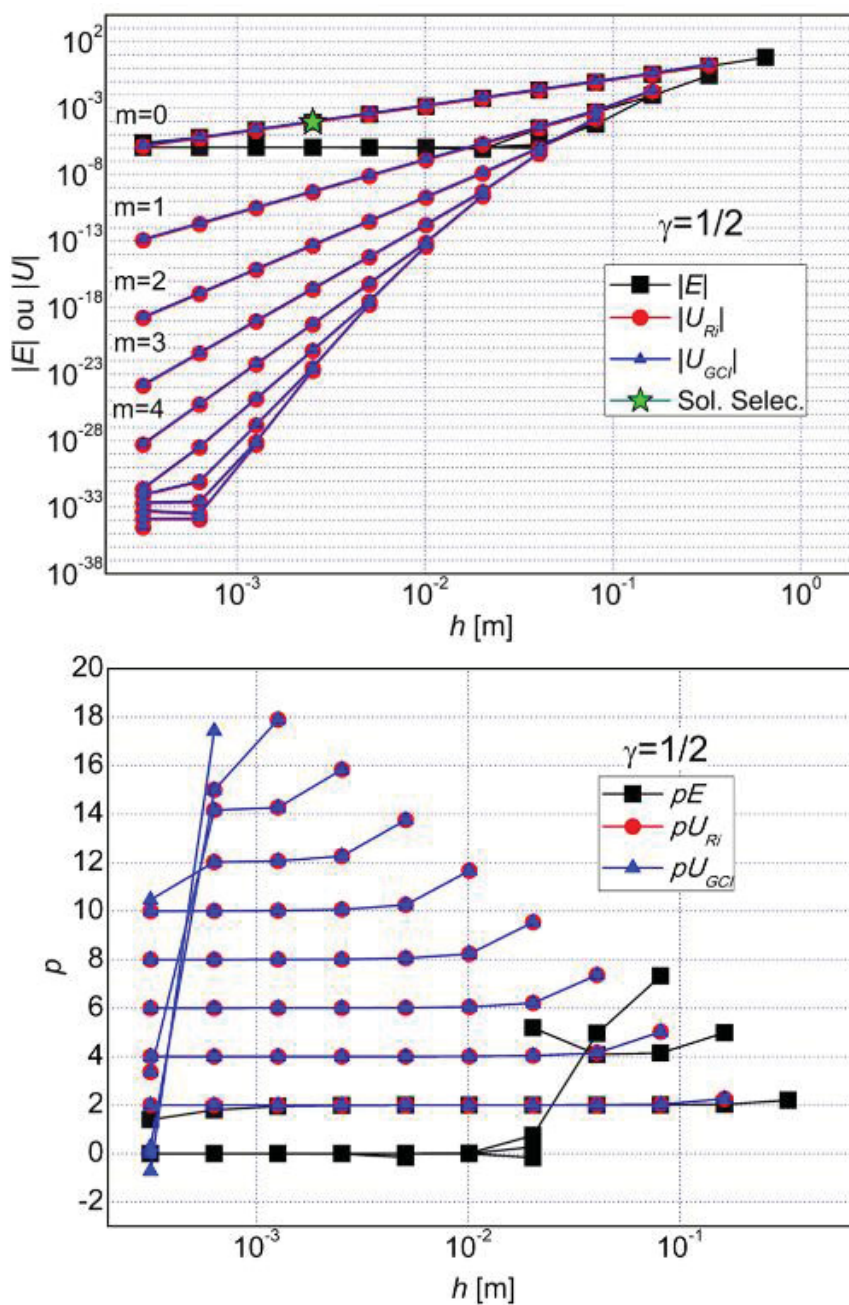 10^2
10^-3
10^-8
10^-13
10^-18
10^-23
10^-28
10^-33
10^-38
|E| ou |U|
m=0
m=1
m=2
m=3
m=4
γ=1/2
|E|
|U_Ri|
|U_GCI|
Sol. Selec.
10^-3
10^-2
10^-1
10^0
h [m]
20
18
16
14
12
10
8
6
4
2
0
-2
p
γ=1/2
pE
pU_Ri
pU_GCI
10^-3
10^-2
10^-1
h [m]